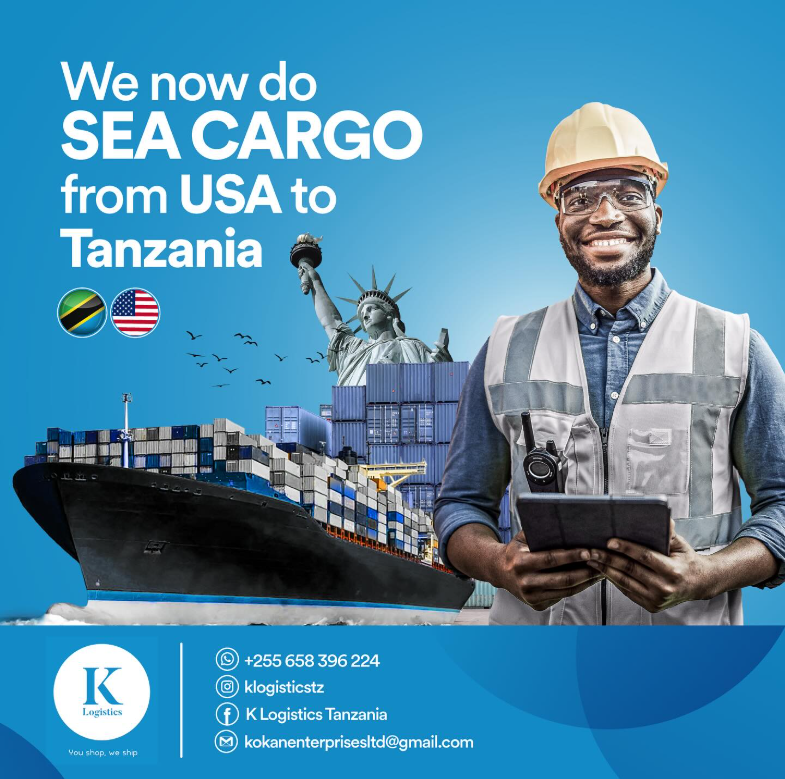 We now do
SEA CARGO
from USA to
Tanzania
K
Logistics
You shop, we ship
+255 658 396 224
klogisticstz
K Logistics Tanzania
kokanenterprisesltd@gmail.com